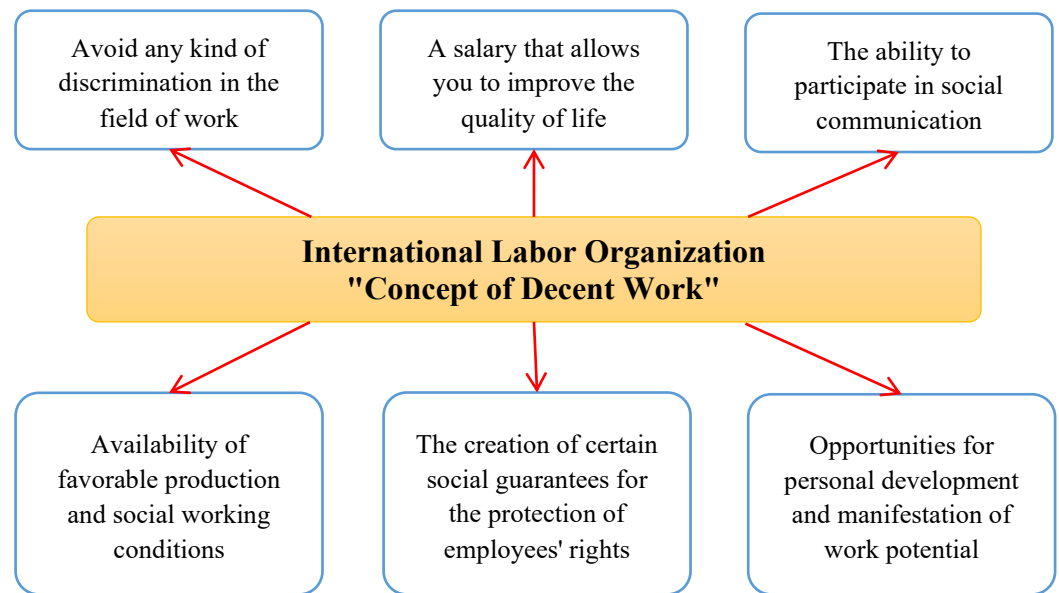 Avoid any kind of
discrimination in the
field of work
A salary that allows
you to improve the
quality of life
The ability to
participate in social
communication
International Labor Organization
"Concept of Decent Work"
Availability of
favorable production
and social working
conditions
The creation of certain
social guarantees for
the protection of
employees' rights
Opportunities for
personal development
and manifestation of
work potential